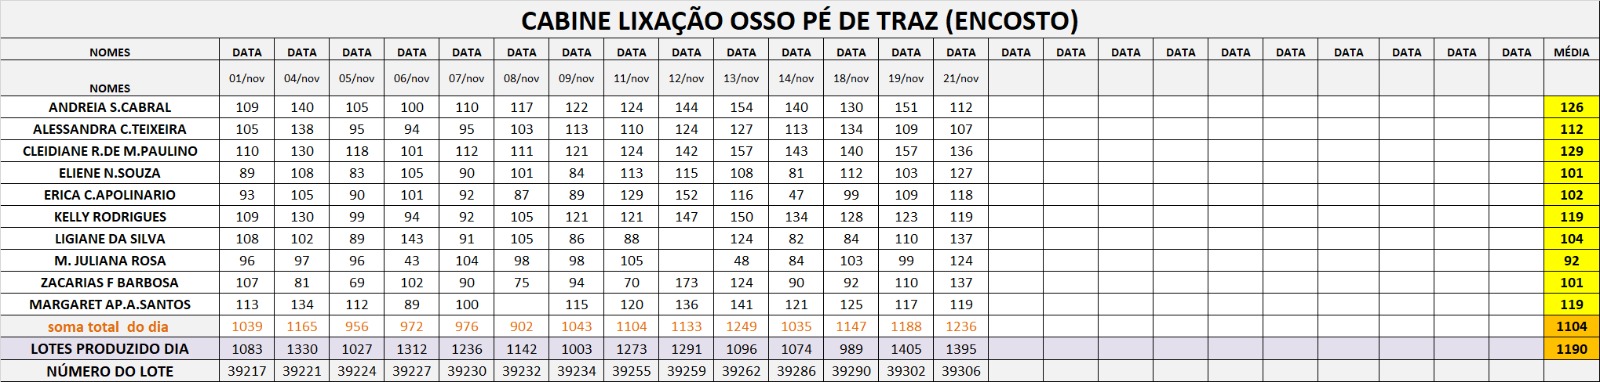 CABINE LIXAÇÃO OSSO PÉ DE TRAZ (ENCOSTO)
NOMES DATA DATA DATA DATA DATA DATA DATA DATA DATA DATA DATA DATA DATA DATA DATA DATA DATA DATA DATA DATA DATA DATA DATA DATA MÉDIA
NOMES 01/nov 04/nov 05/nov 06/nov 07/nov 08/nov 09/nov 11/nov 12/nov 13/nov 14/nov 18/nov 19/nov 21/nov
ANDREIA S.CABRAL 109 140 105 100 110 117 122 124 144 154 140 130 151 112 126
ALESSANDRA C.TEIXEIRA 105 138 95 94 95 103 113 110 124 127 113 134 109 107 112
CLEIDIANE R.DE M.PAULINO 110 130 118 101 112 111 121 124 142 157 143 140 157 136 129
ELIENE N.SOUZA 89 108 83 105 90 101 84 113 115 108 81 112 103 127 101
ERICA C.APOLINARIO 93 105 90 101 92 87 89 129 152 116 47 99 109 118 102
KELLY RODRIGUES 109 130 99 94 92 105 121 121 147 150 134 128 123 119 119
LIGIANE DA SILVA 108 102 89 143 91 105 86 88 124 82 84 110 137 104
M. JULIANA ROSA 96 97 96 43 104 98 98 105 48 84 103 99 124 92
ZACARIAS F BARBOSA 107 81 69 102 90 75 94 70 173 124 90 92 110 137 101
MARGARET AP.A.SANTOS 113 134 112 89 100 115 120 136 141 121 125 117 119 119
soma total do dia 1039 1165 956 972 976 902 1043 1104 1133 1249 1035 1147 1188 1236 1104
LOTES PRODUZIDO DIA 1083 1330 1027 1312 1236 1142 1003 1273 1291 1096 1074 989 1405 1395 1190
NÚMERO DO LOTE 39217 39221 39224 39227 39230 39232 39234 39255 39259 39262 39286 39290 39302 39306